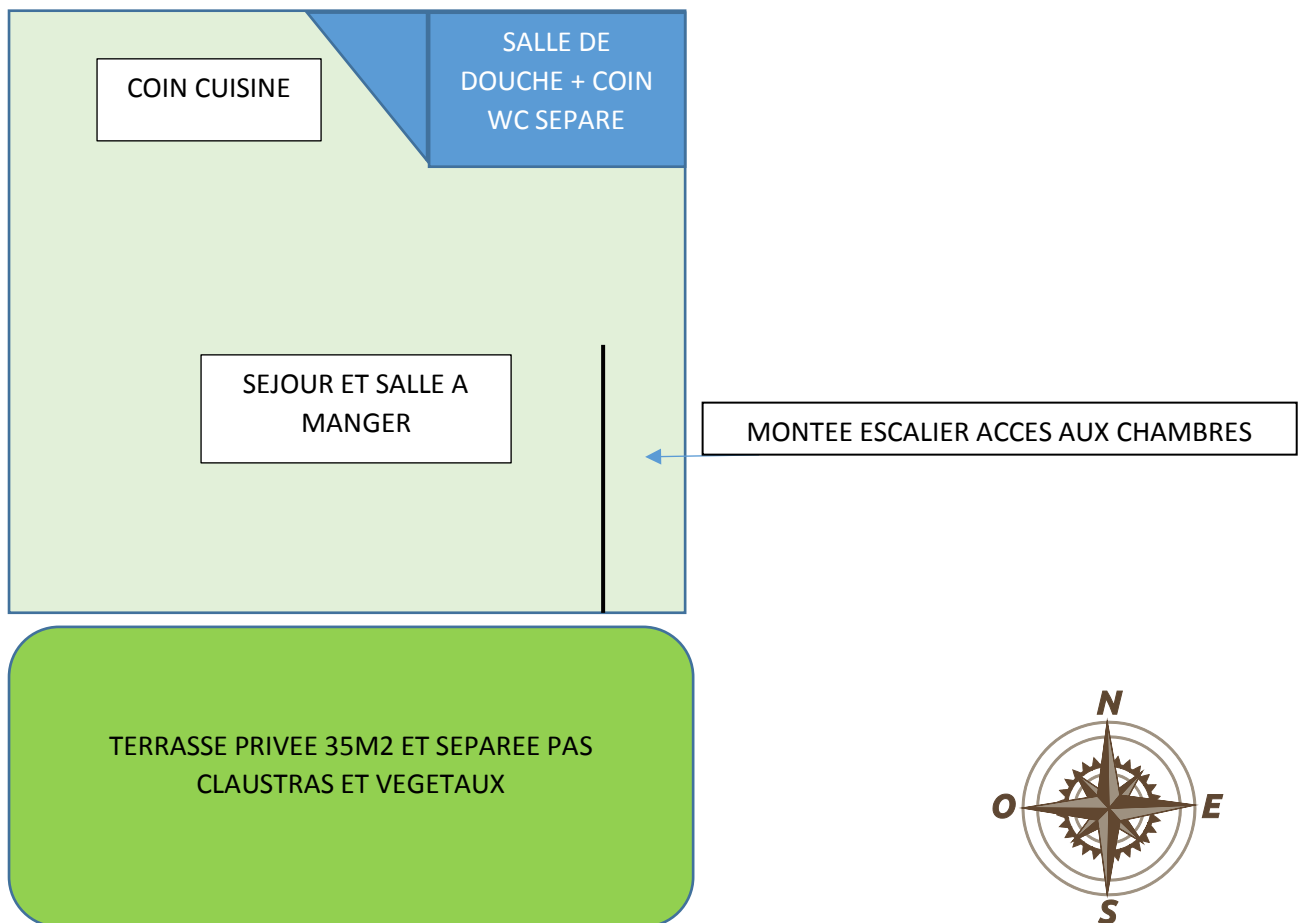 SALLE DE
DOUCHE + COIN
WC SEPARE
COIN CUISINE
SEJOUR ET SALLE A
MANGER
MONTEE ESCALIER ACCES AUX CHAMBRES
TERRASSE PRIVEE 35M2 ET SEPAREE PAS
CLAUSTRAS ET VEGETAUX
N
O
E
S